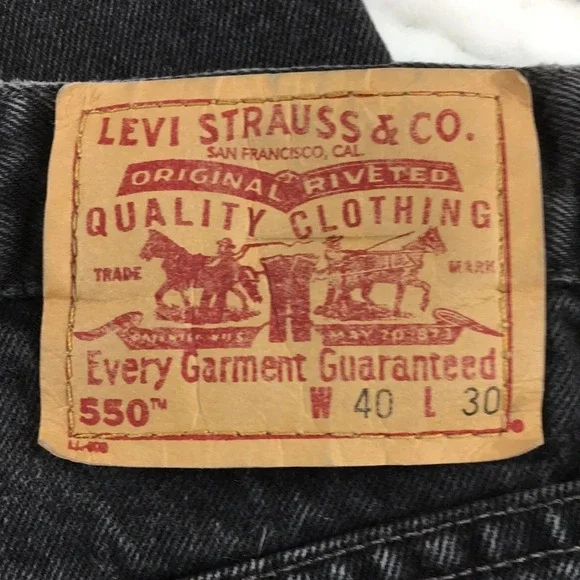 LEVI STRAUSS & CO.
SAN FRANCISCO, CAL.
ORIGINAL RIVETED
QUALITY CLOTHING
TRADE MARK
PATENTED U.S. MAY 20 1873
Every Garment Guaranteed
550™ W 40 L 30